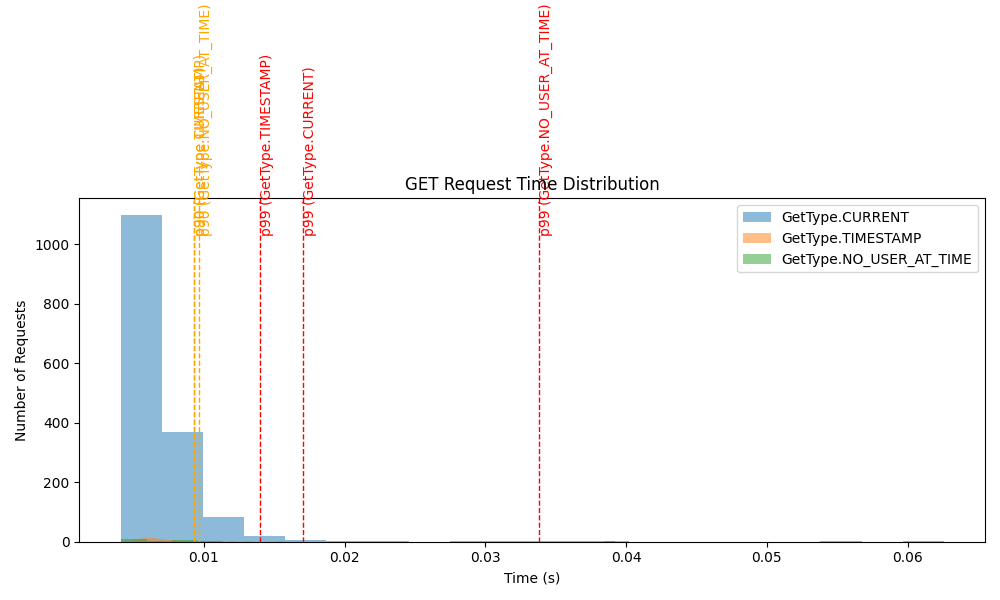 p90 (GetType.NO_USER_AT_TIME)
p99 (GetType.TIMESTAMP)
p99 (GetType.CURRENT)
p99 (GetType.NO_USER_AT_TIME)
GET Request Time Distribution
GetType.CURRENT
GetType.TIMESTAMP
GetType.NO_USER_AT_TIME
Number of Requests
1000
800
600
400
200
0
0.01
0.02
0.03
0.04
0.05
0.06
Time (s)